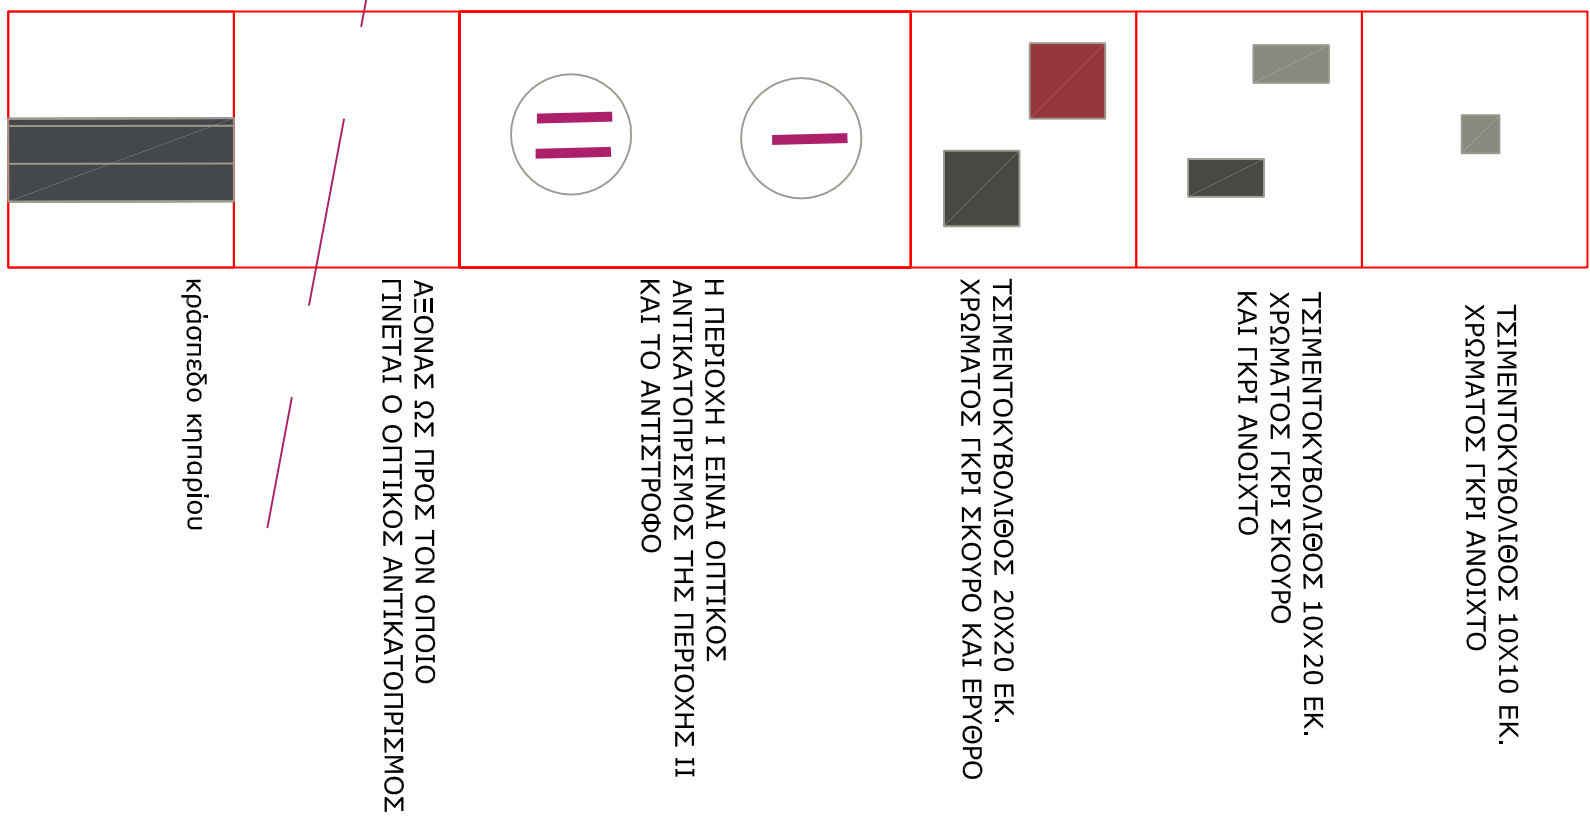 ΤΣΙΜΕΝΤΟΚΥΒΟΛΙΘΟΣ 10Χ10 ΕΚ.
ΧΡΩΜΑΤΟΣ ΓΚΡΙ ΑΝΟΙΧΤΟ
ΤΣΙΜΕΝΤΟΚΥΒΟΛΙΘΟΣ 10Χ20 ΕΚ.
ΧΡΩΜΑΤΟΣ ΓΚΡΙ ΣΚΟΥΡΟ
ΚΑΙ ΓΚΡΙ ΑΝΟΙΧΤΟ
ΤΣΙΜΕΝΤΟΚΥΒΟΛΙΘΟΣ 20Χ20 ΕΚ.
ΧΡΩΜΑΤΟΣ ΓΚΡΙ ΣΚΟΥΡΟ ΚΑΙ ΕΡΥΘΡΟ
Η ΠΕΡΙΟΧΗ Ι ΕΙΝΑΙ ΟΠΤΙΚΟΣ
ΑΝΤΙΚΑΤΟΠΡΙΣΜΟΣ ΤΗΣ ΠΕΡΙΟΧΗΣ ΙΙ
ΚΑΙ ΤΟ ΑΝΤΙΣΤΡΟΦΟ
ΑΞΟΝΑΣ ΩΣ ΠΡΟΣ ΤΟΝ ΟΠΟΙΟ
ΓΙΝΕΤΑΙ Ο ΟΠΤΙΚΟΣ ΑΝΤΙΚΑΤΟΠΡΙΣΜΟΣ
κράσπεδο κηπαρίου